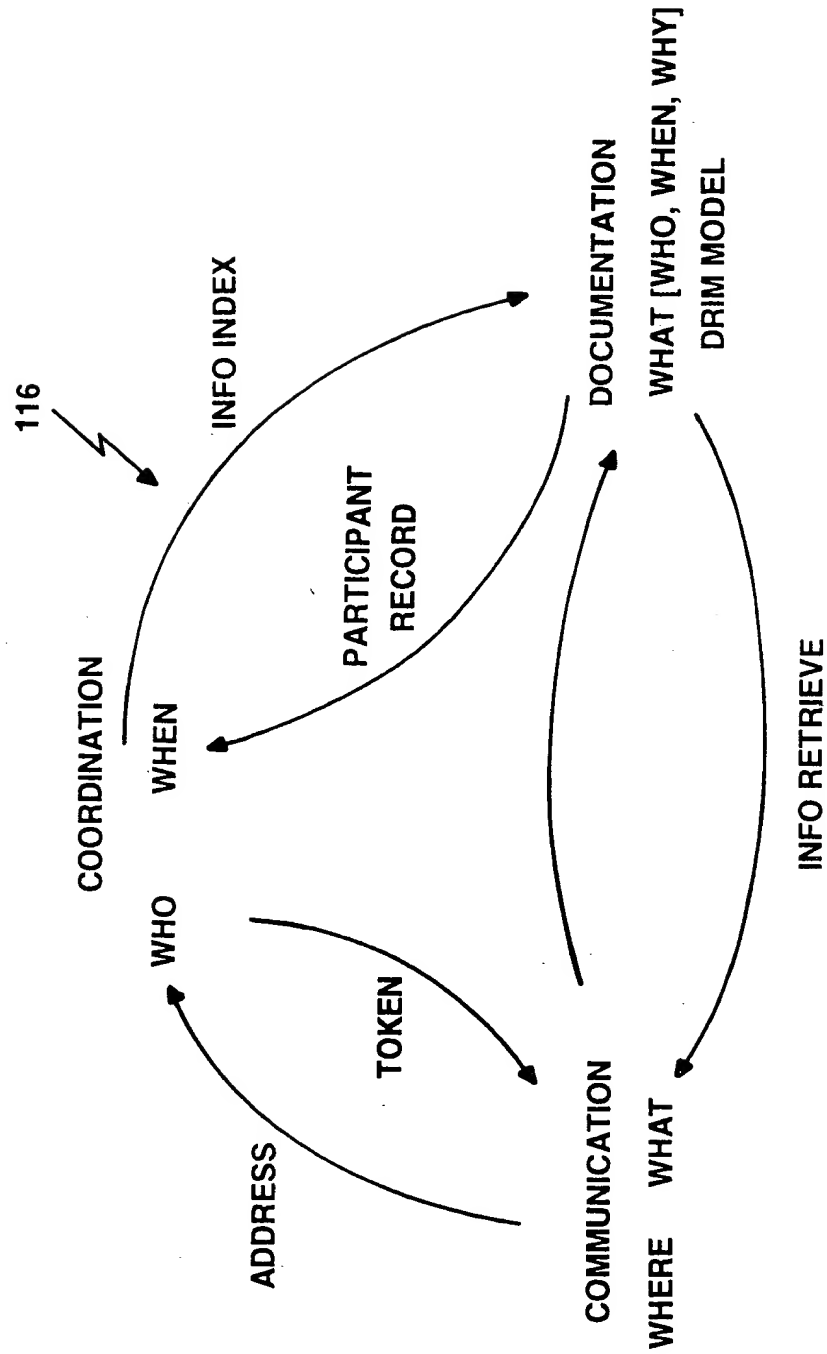 116
COORDINATION
WHO WHEN
INFO INDEX
ADDRESS
TOKEN
PARTICIPANT
RECORD
COMMUNICATION
WHERE WHAT
DOCUMENTATION
WHAT [WHO, WHEN, WHY]
DRIM MODEL
INFO RETRIEVE